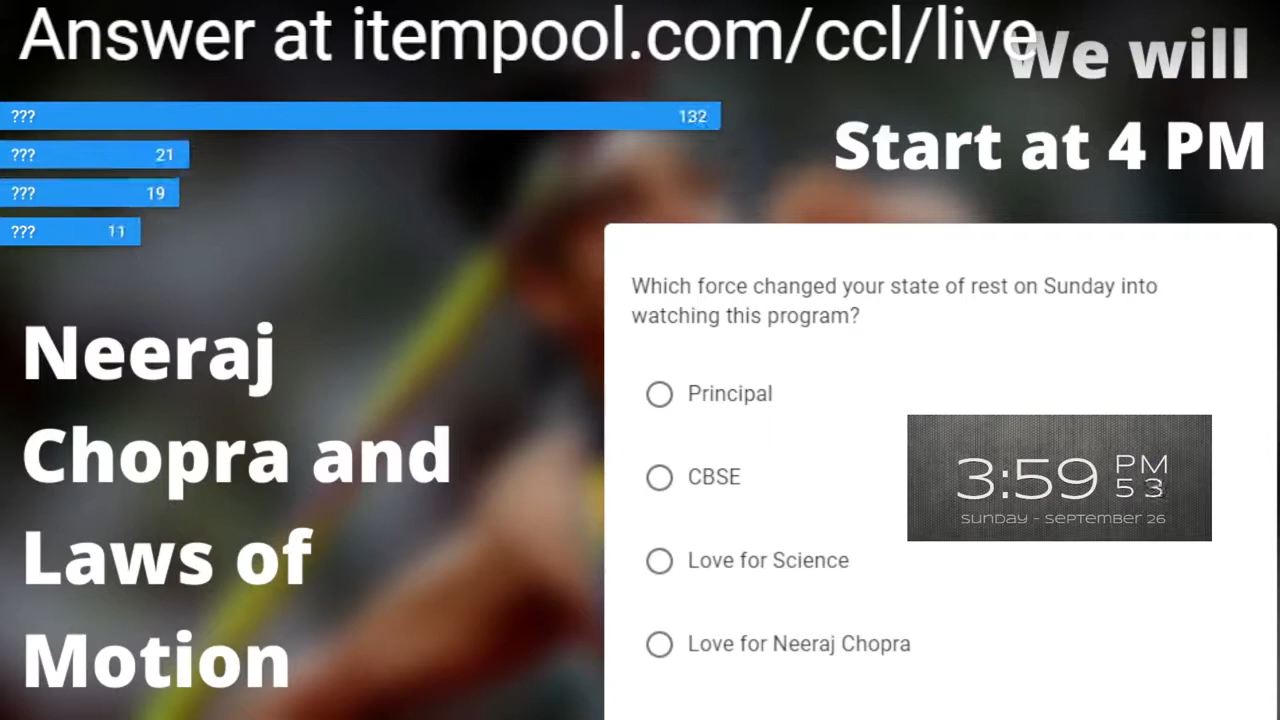 Answer at itempool.com/ccl/live
We will
Start at 4 PM
??? 132
??? 21
??? 19
??? 11
Neeraj
Chopra and
Laws of
Motion
Which force changed your state of rest on Sunday into
watching this program?
Principal
CBSE
Love for Science
Love for Neeraj Chopra
3:59 PM
53
SUNDAY - SEPTEMBER 26